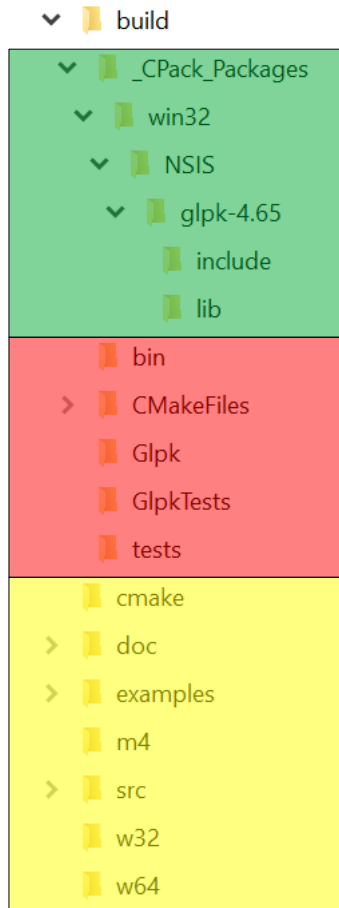 build
_CPack_Packages
win32
NSIS
glpk-4.65
include
lib
bin
CMakeFiles
Glpk
GlpkTests
tests
cmake
doc
examples
m4
src
w32
w64